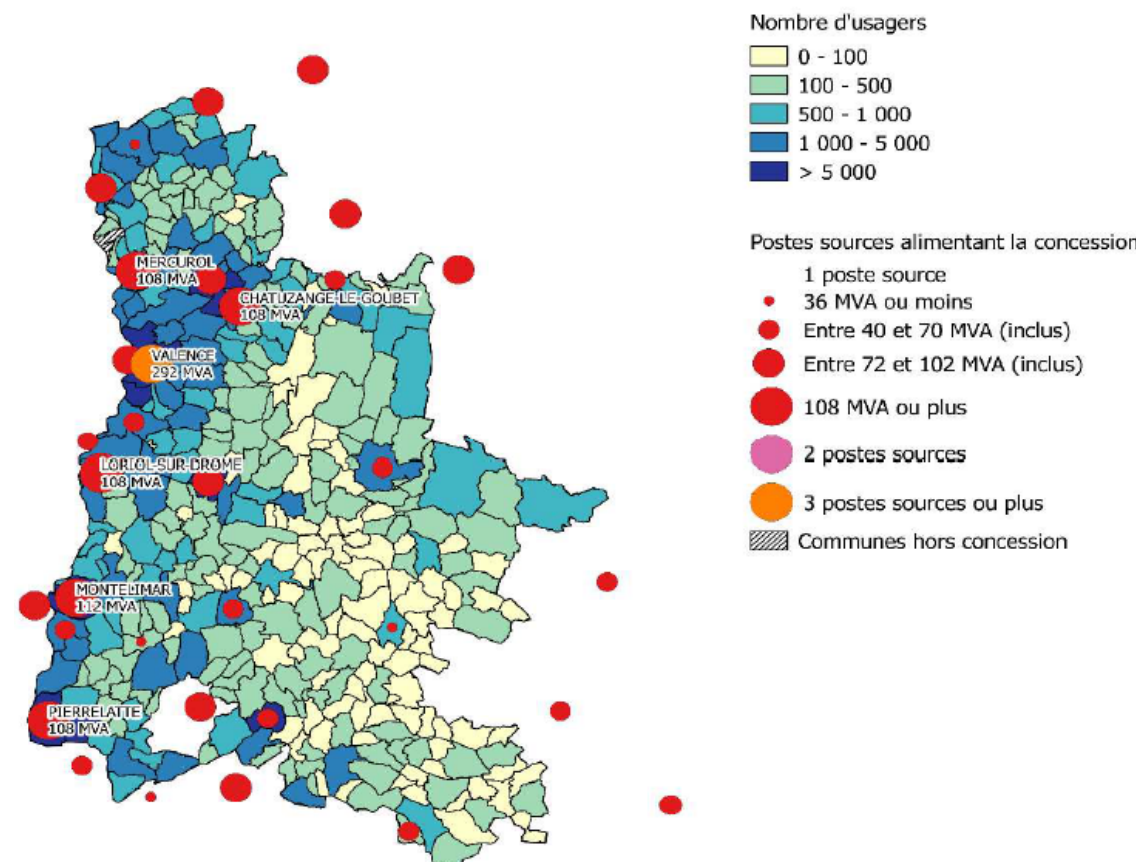 Nombre d'usagers
0 - 100
100 - 500
500 - 1 000
1 000 - 5 000
> 5 000
Postes sources alimentant la concession
1 poste source
36 MVA ou moins
Entre 40 et 70 MVA (inclus)
Entre 72 et 102 MVA (inclus)
108 MVA ou plus
2 postes sources
3 postes sources ou plus
Communes hors concession
MERCUROL
108 MVA
CHATUZANGE-LE-GOUBET
108 MVA
VALENCE
292 MVA
LORIOL-SUR-DROME
108 MVA
MONTELIMAR
112 MVA
PIERRELATTE
108 MVA